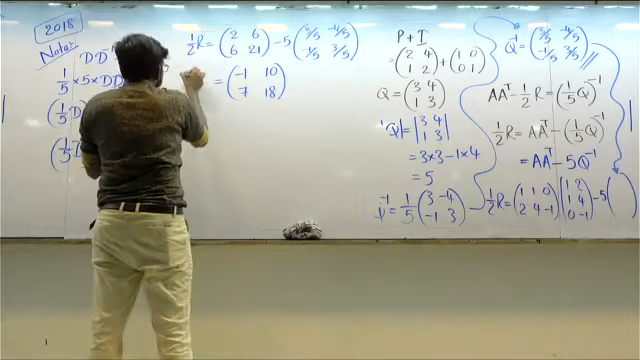 2018
Note:
D D⁻¹
1/5 × 5 × D D
(1/5 D
(1/5 D
1/2 R = (2 6; 6 21) - 5 (3/5 -4/5; -1/5 3/5)
= (-1 10; 7 18)
P + I
= (2 4; 1 2) + (1 0; 0 1)
Q = (3 4; 1 3)
|Q| = |3 4; 1 3|
= 3×3 - 1×4
= 5
⁻¹ = 1/5 (3 -4; -1 3)
Q⁻¹ = (3/5 -4/5; -1/5 3/5)
AAᵀ - 1/2 R = (1/5 Q)⁻¹
1/2 R = AAᵀ - (1/5 Q)⁻¹
= AAᵀ - 5Q⁻¹
1/2 R = (1 1 0; 2 4 -1) (1 2; 1 4; 0 -1) - 5 ( )